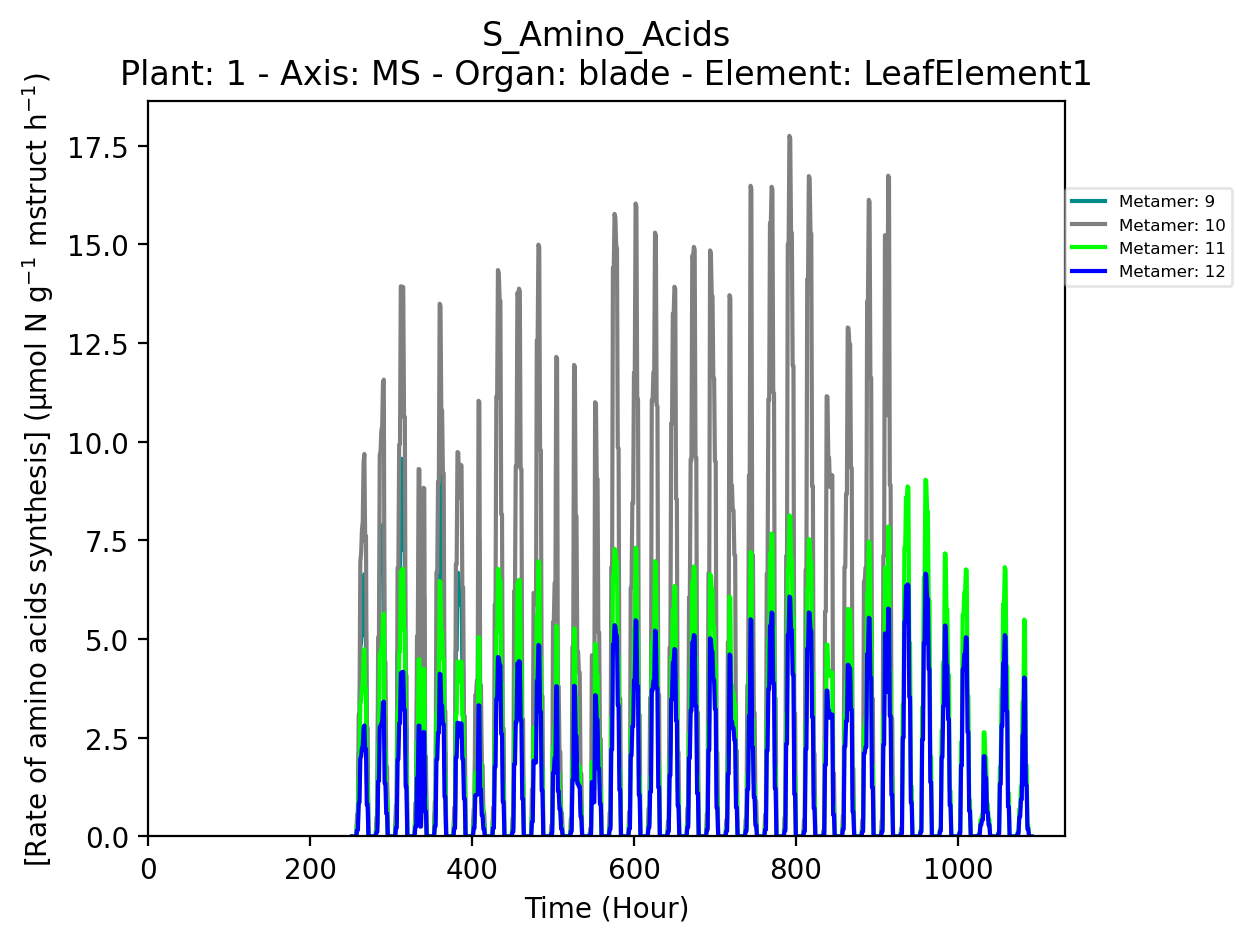 S_Amino_Acids
Plant: 1 - Axis: MS - Organ: blade - Element: LeafElement1
[Rate of amino acids synthesis] (µmol N g⁻¹ mstruct h⁻¹)
17.5
15.0
12.5
10.0
7.5
5.0
2.5
0.0
0 200 400 600 800 1000
Time (Hour)
Metamer: 9
Metamer: 10
Metamer: 11
Metamer: 12